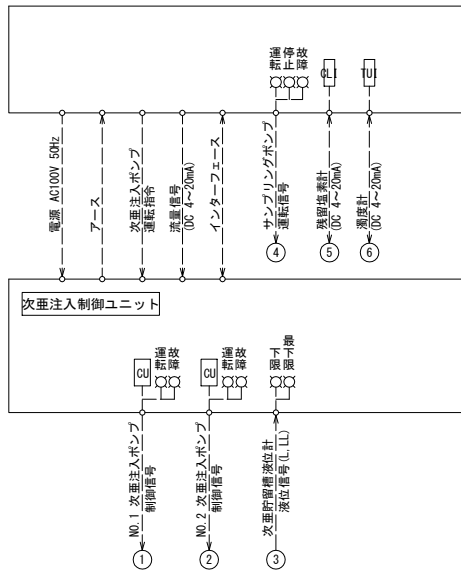 運転
停止
故障
CLI
TUI
電源 AC100V 50Hz
アース
次亜注入ポンプ
運転指令
流量信号
(DC 4～20mA)
インターフェース
サンプリングポンプ
運転信号
残留塩素計
(DC 4～20mA)
濁度計
(DC 4～20mA)
4
5
6
次亜注入制御ユニット
CU
運転
故障
CU
運転
故障
下限
最下限
NO.1 次亜注入ポンプ
制御信号
NO.2 次亜注入ポンプ
制御信号
次亜貯留槽液位計
液位信号(L, LL)
1
2
3